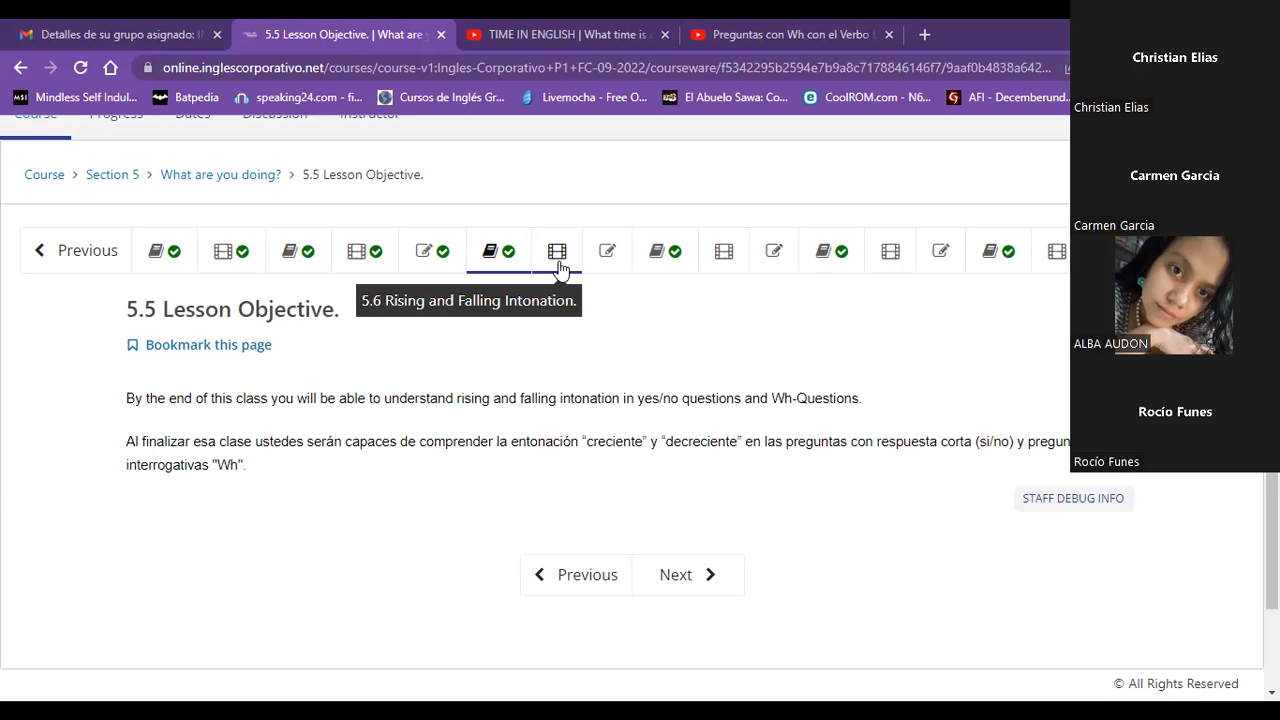 Detalles de su grupo asignado: I
5.5 Lesson Objective. | What are
TIME IN ENGLISH | What time is
Preguntas con Wh con el Verbo
online.inglescorporativo.net/courses/course-v1:Ingles-Corporativo+P1+FC-09-2022/courseware/f5342295b2594e7b9a8c7178846146f7/9aaf0b4838a642...
Mindless Self Indul...
Batpedia
speaking24.com - fi...
Cursos de Inglés Gr...
Livemocha - Free O...
El Abuelo Sawa: Co...
CoolROM.com - N6...
AFI - Decemberund...
Course
Progress
Dates
Discussion
Instructor
Course > Section 5 > What are you doing? > 5.5 Lesson Objective.
Previous
5.6 Rising and Falling Intonation.
5.5 Lesson Objective.
Bookmark this page
By the end of this class you will be able to understand rising and falling intonation in yes/no questions and Wh-Questions.
Al finalizar esa clase ustedes serán capaces de comprender la entonación “creciente” y “decreciente” en las preguntas con respuesta corta (si/no) y pregun
interrogativas "Wh".
STAFF DEBUG INFO
Previous
Next
© All Rights Reserved
Christian Elias
Christian Elias
Carmen Garcia
Carmen Garcia
ALBA AUDON
Rocío Funes
Rocío Funes